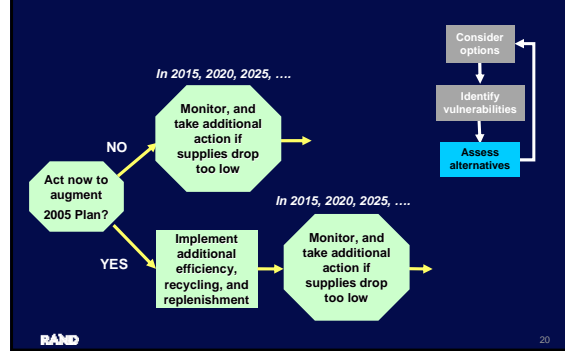 Consider
options
Identify
vulnerabilities
Assess
alternatives
In 2015, 2020, 2025, ….
Monitor, and
take additional
action if
supplies drop
too low
NO
Act now to
augment
2005 Plan?
YES
Implement
additional
efficiency,
recycling, and
replenishment
In 2015, 2020, 2025, ….
Monitor, and
take additional
action if
supplies drop
too low
RAND
20